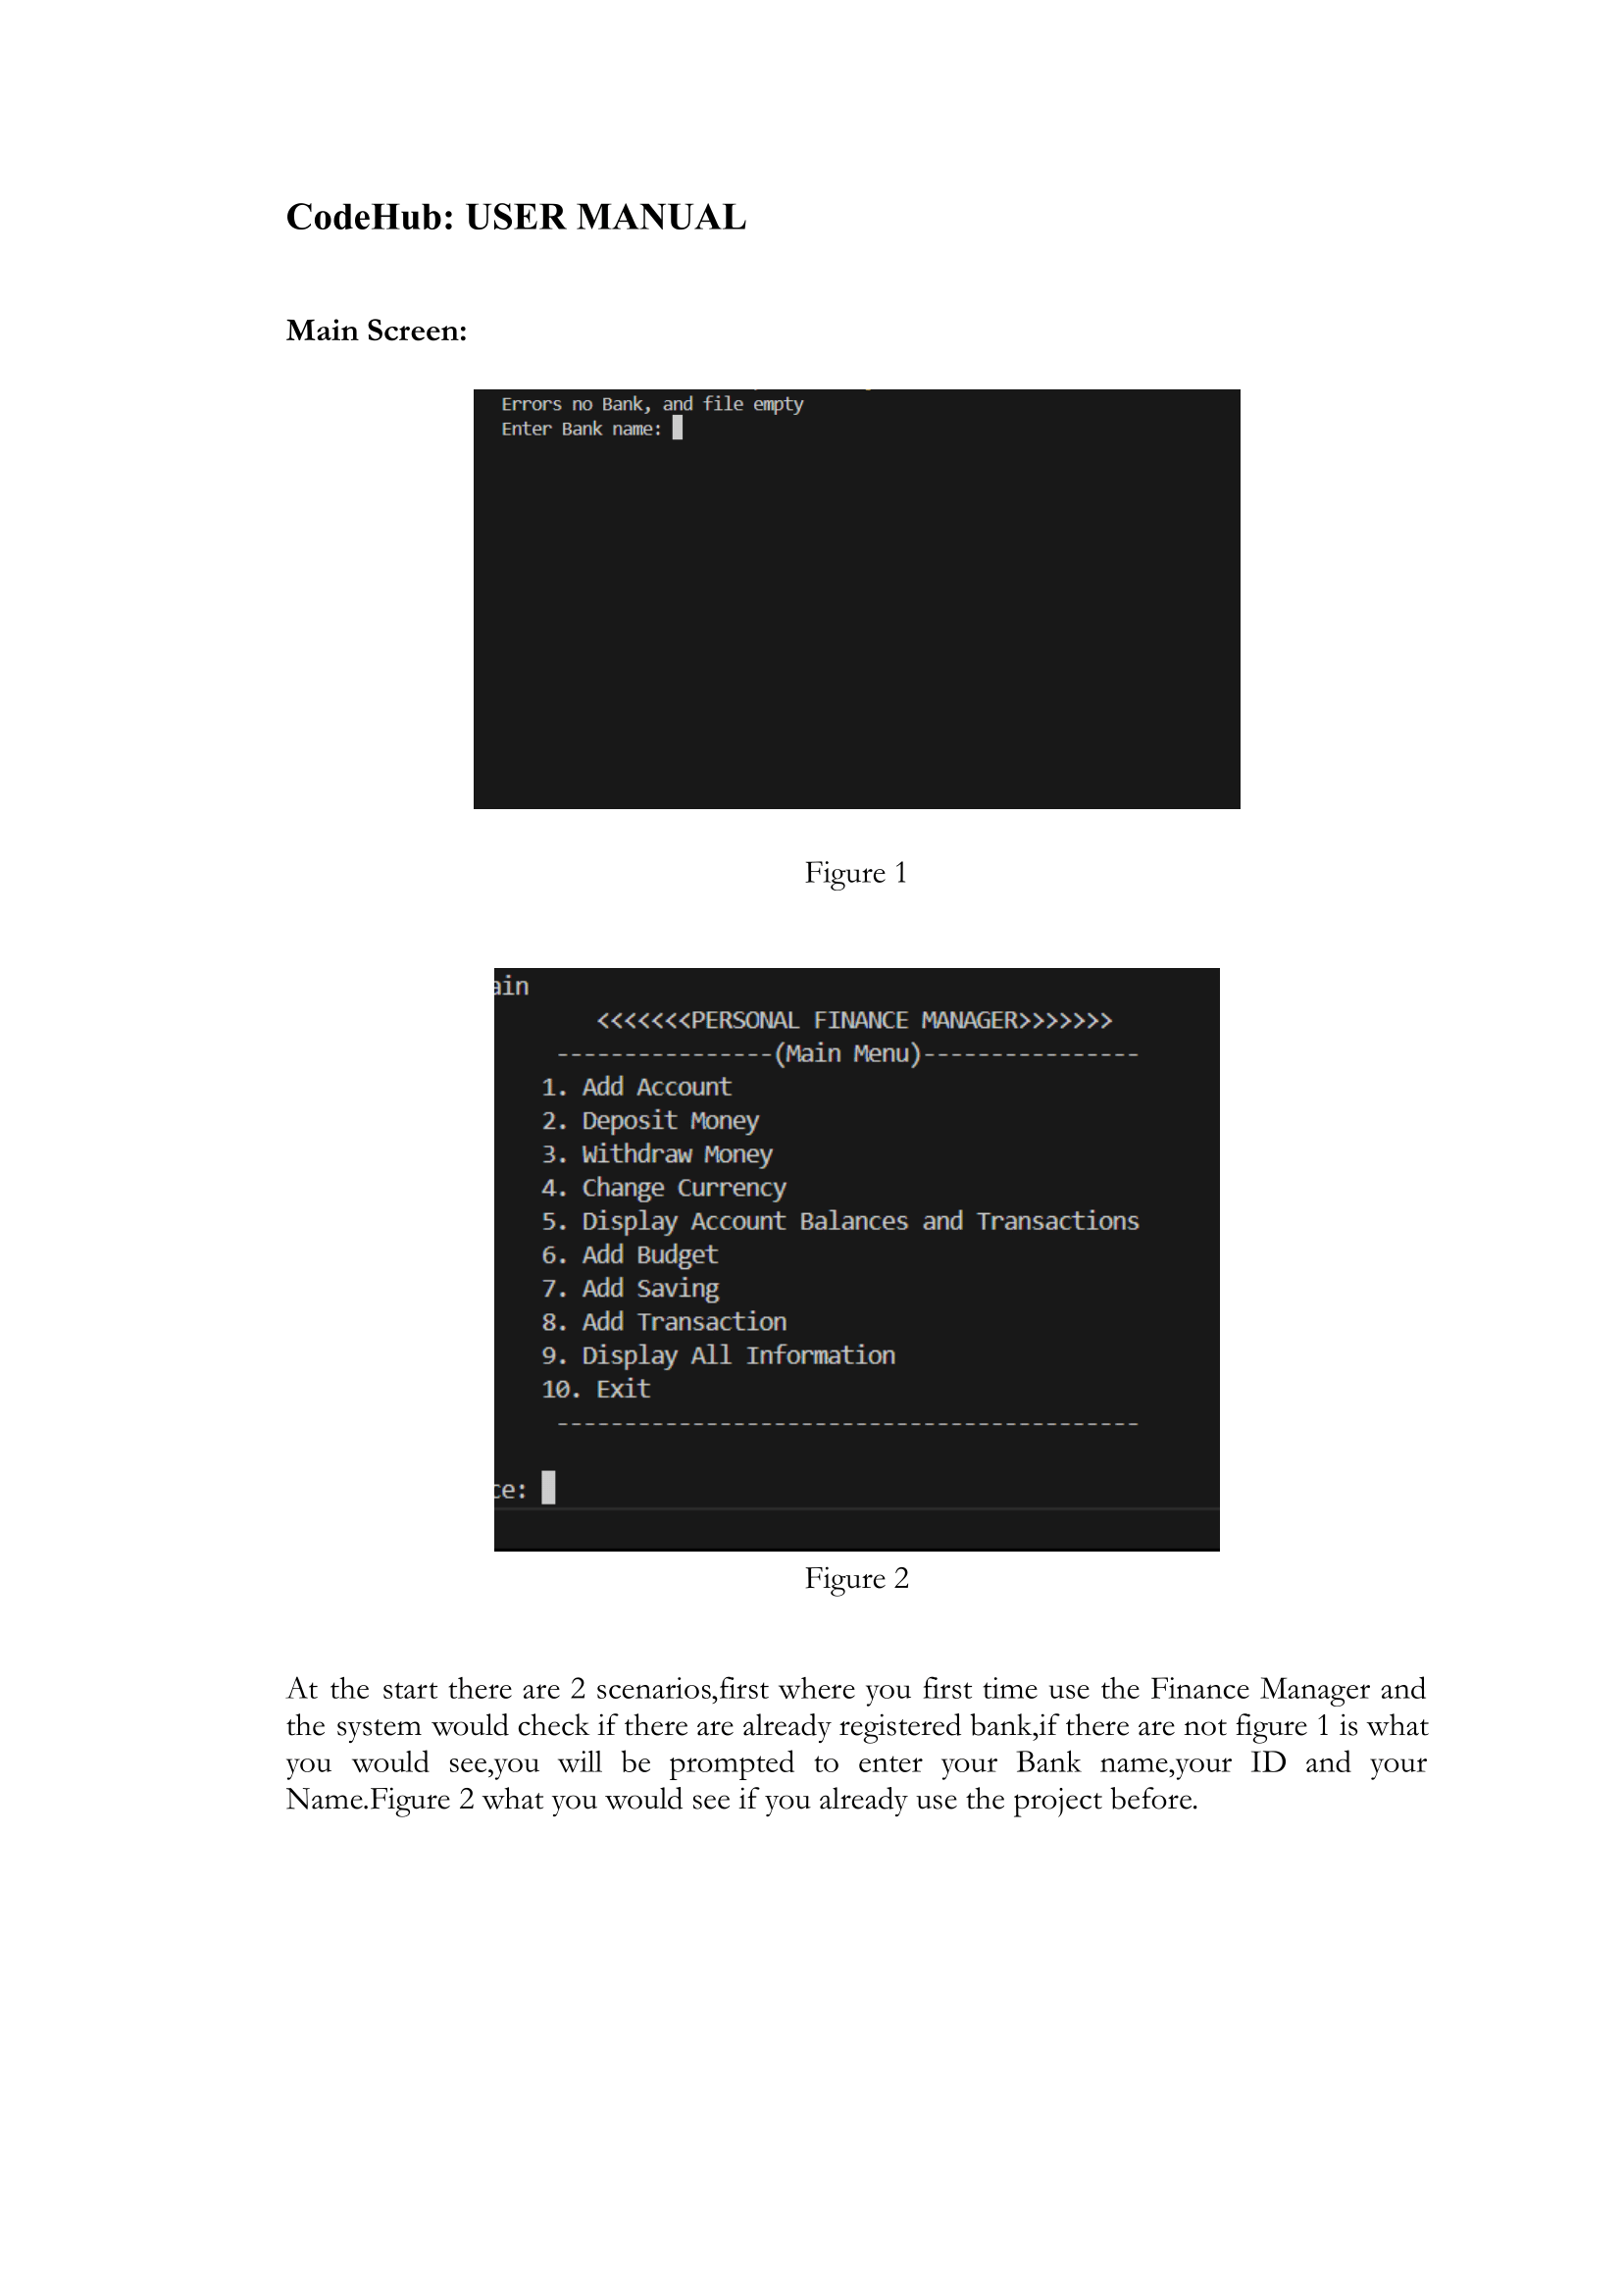 CodeHub: USER MANUAL
Main Screen:
Errors no Bank, and file empty
Enter Bank name:
Figure 1
ain
<<<<<<<PERSONAL FINANCE MANAGER>>>>>>>
----------------(Main Menu)----------------
1. Add Account
2. Deposit Money
3. Withdraw Money
4. Change Currency
5. Display Account Balances and Transactions
6. Add Budget
7. Add Saving
8. Add Transaction
9. Display All Information
10. Exit
-------------------------------------------
ce:
Figure 2
At the start there are 2 scenarios,first where you first time use the Finance Manager and
the system would check if there are already registered bank,if there are not figure 1 is what
you would see,you will be prompted to enter your Bank name,your ID and your
Name.Figure 2 what you would see if you already use the project before.